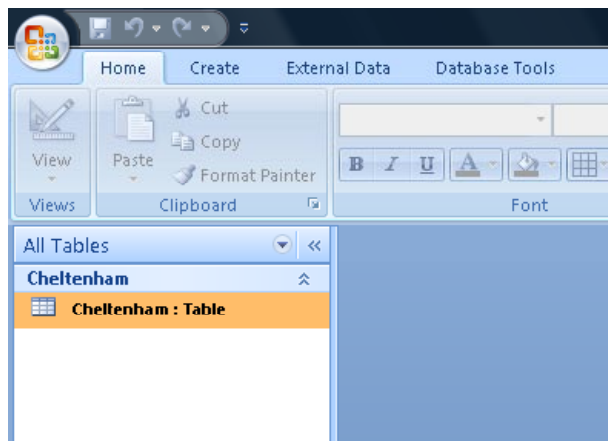 Home Create External Data Database Tools
View Paste Cut
Copy
Format Painter
B I U A
Views Clipboard Font
All Tables
Cheltenham
Cheltenham : Table